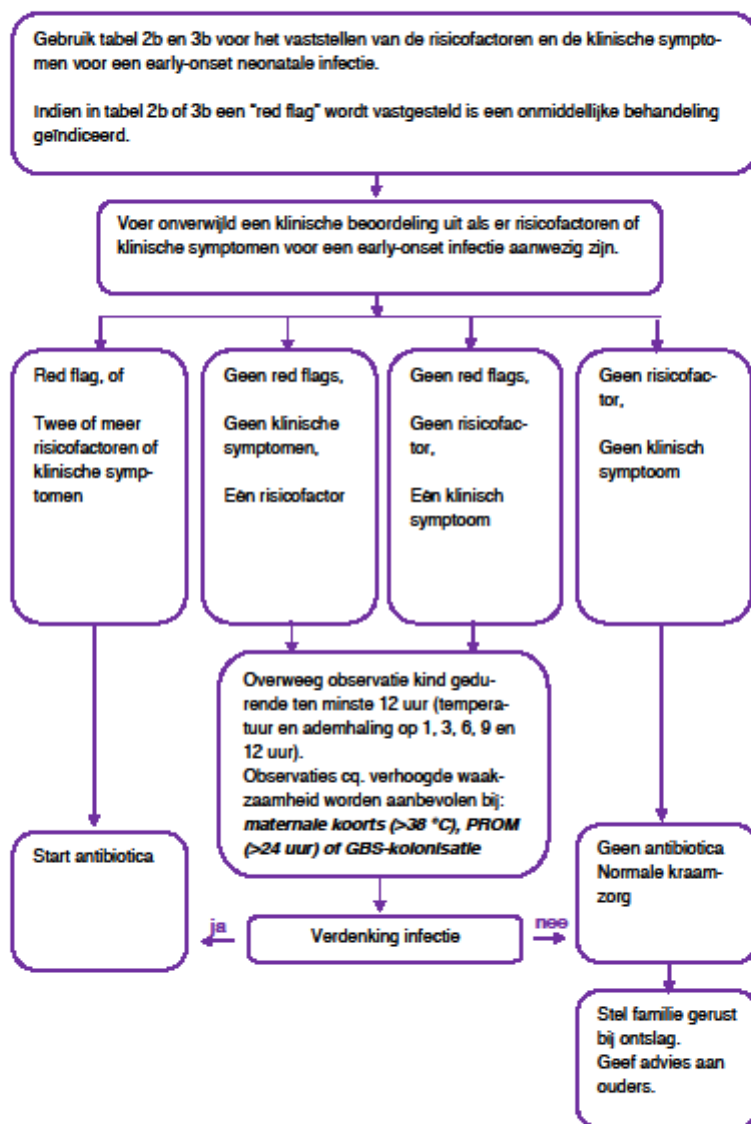 Gebruik tabel 2b en 3b voor het vaststellen van de risicofactoren en de klinische sympto-
men voor een early-onset neonatale infectie.
Indien in tabel 2b of 3b een "red flag" wordt vastgesteld is een onmiddellijke behandeling
geïndiceerd.
Voer onverwijld een klinische beoordeling uit als er risicofactoren of
klinische symptomen voor een early-onset infectie aanwezig zijn.
Red flag, of
Twee of meer
risicofactoren of
klinische symp-
tomen
Geen red flags,
Geen klinische
symptomen,
Eén risicofactor
Geen red flags,
Geen risicofac-
tor,
Eén klinisch
symptoom
Geen risicofac-
tor,
Geen klinisch
symptoom
Overweeg observatie kind gedu-
rende ten minste 12 uur (tempera-
tuur en ademhaling op 1, 3, 6, 9 en
12 uur).
Observaties cq. verhoogde waak-
zaamheid worden aanbevolen bij:
maternale koorts (>38 °C), PROM
(>24 uur) of GBS-kolonisatie
Start antibiotica
ja
Verdenking infectie
nee
Geen antibiotica
Normale kraam-
zorg
Stel familie gerust
bij ontslag.
Geef advies aan
ouders.